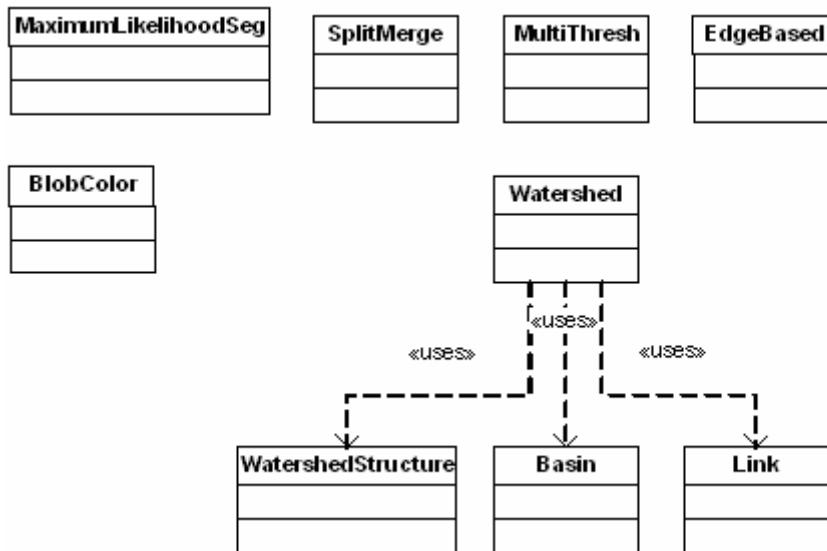 MaximumLikelihoodSeg
SplitMerge
MultiThresh
EdgeBased
BlobColor
Watershed
«uses»
«uses»
«uses»
WatershedStructure
Basin
Link